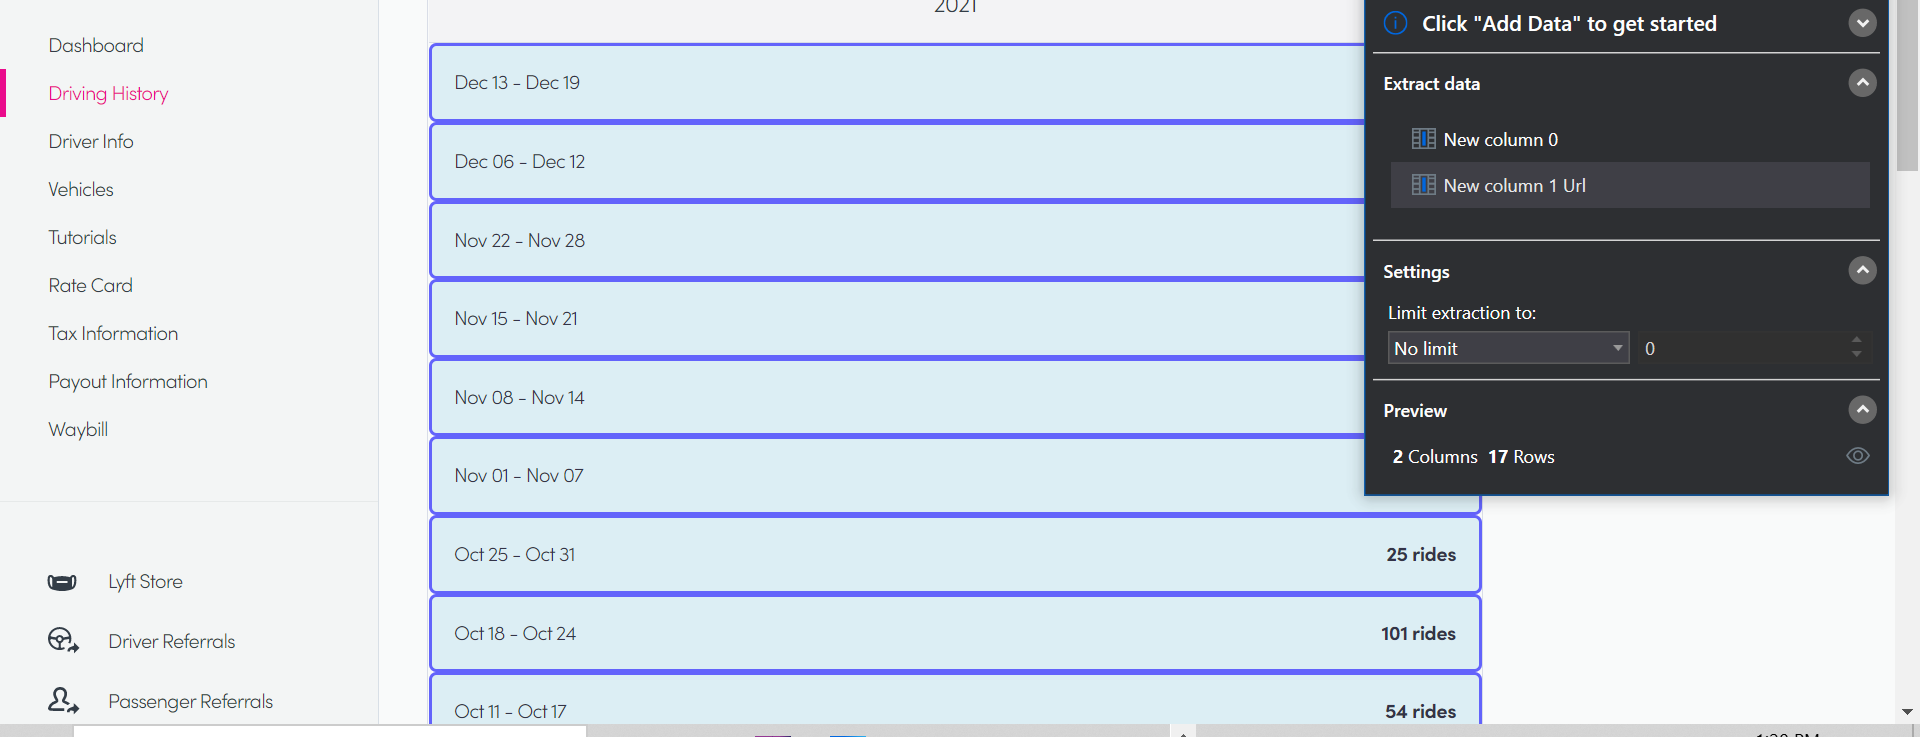 Dashboard
Driving History
Driver Info
Vehicles
Tutorials
Rate Card
Tax Information
Payout Information
Waybill
Lyft Store
Driver Referrals
Passenger Referrals
2021
Dec 13 - Dec 19
Dec 06 - Dec 12
Nov 22 - Nov 28
Nov 15 - Nov 21
Nov 08 - Nov 14
Nov 01 - Nov 07
Oct 25 - Oct 31 25 rides
Oct 18 - Oct 24 101 rides
Oct 11 - Oct 17 54 rides
Click "Add Data" to get started
Extract data
New column 0
New column 1 Url
Settings
Limit extraction to:
No limit 0
Preview
2 Columns 17 Rows